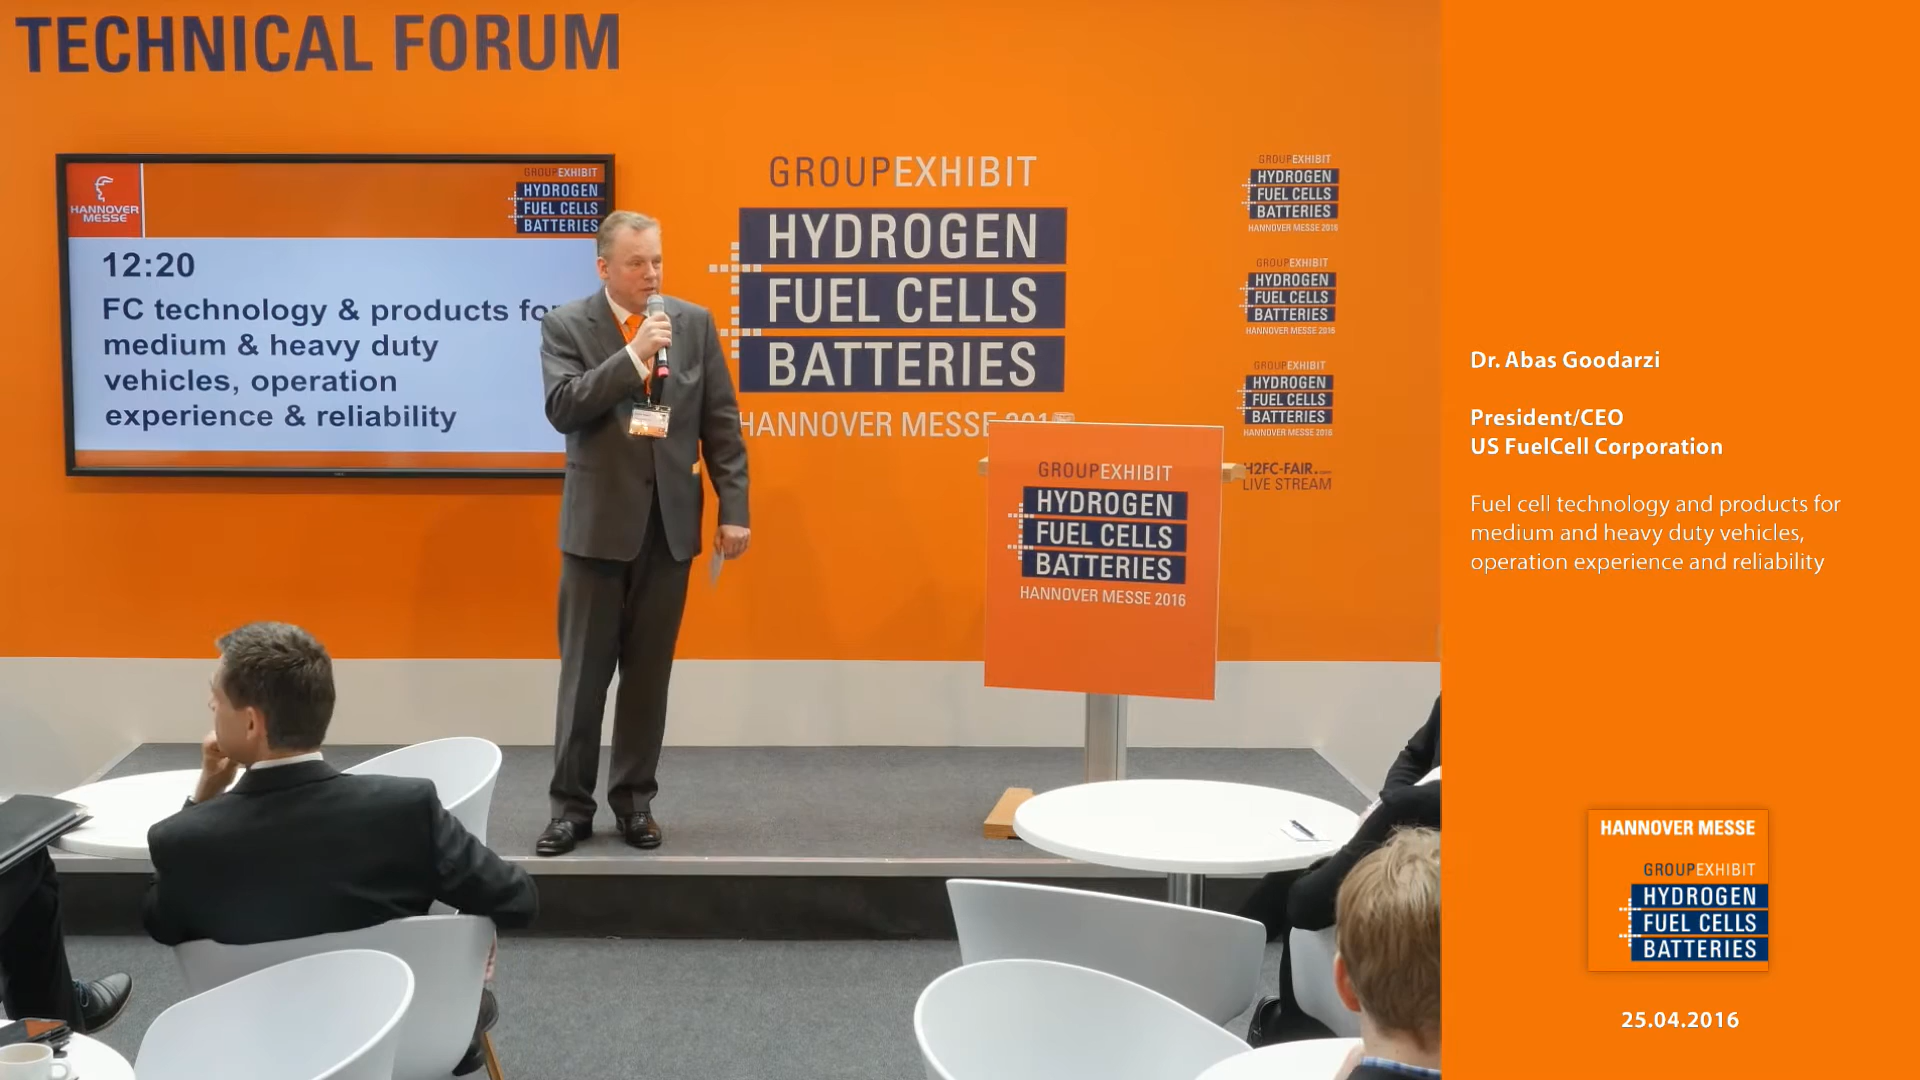 TECHNICAL FORUM
HANNOVER
MESSE
GROUPEXHIBIT
HYDROGEN
FUEL CELLS
BATTERIES
12:20
FC technology & products for
medium & heavy duty
vehicles, operation
experience & reliability
GROUPEXHIBIT
HYDROGEN
FUEL CELLS
BATTERIES
HANNOVER MESSE 201
GROUPEXHIBIT
HYDROGEN
FUEL CELLS
BATTERIES
HANNOVER MESSE 2016
GROUPEXHIBIT
HYDROGEN
FUEL CELLS
BATTERIES
HANNOVER MESSE 2016
GROUPEXHIBIT
HYDROGEN
FUEL CELLS
BATTERIES
HANNOVER MESSE 2016
H2FC-FAIR.com
LIVE STREAM
GROUPEXHIBIT
HYDROGEN
FUEL CELLS
BATTERIES
HANNOVER MESSE 2016
Dr. Abas Goodarzi
President/CEO
US FuelCell Corporation
Fuel cell technology and products for
medium and heavy duty vehicles,
operation experience and reliability
HANNOVER MESSE
GROUPEXHIBIT
HYDROGEN
FUEL CELLS
BATTERIES
25.04.2016